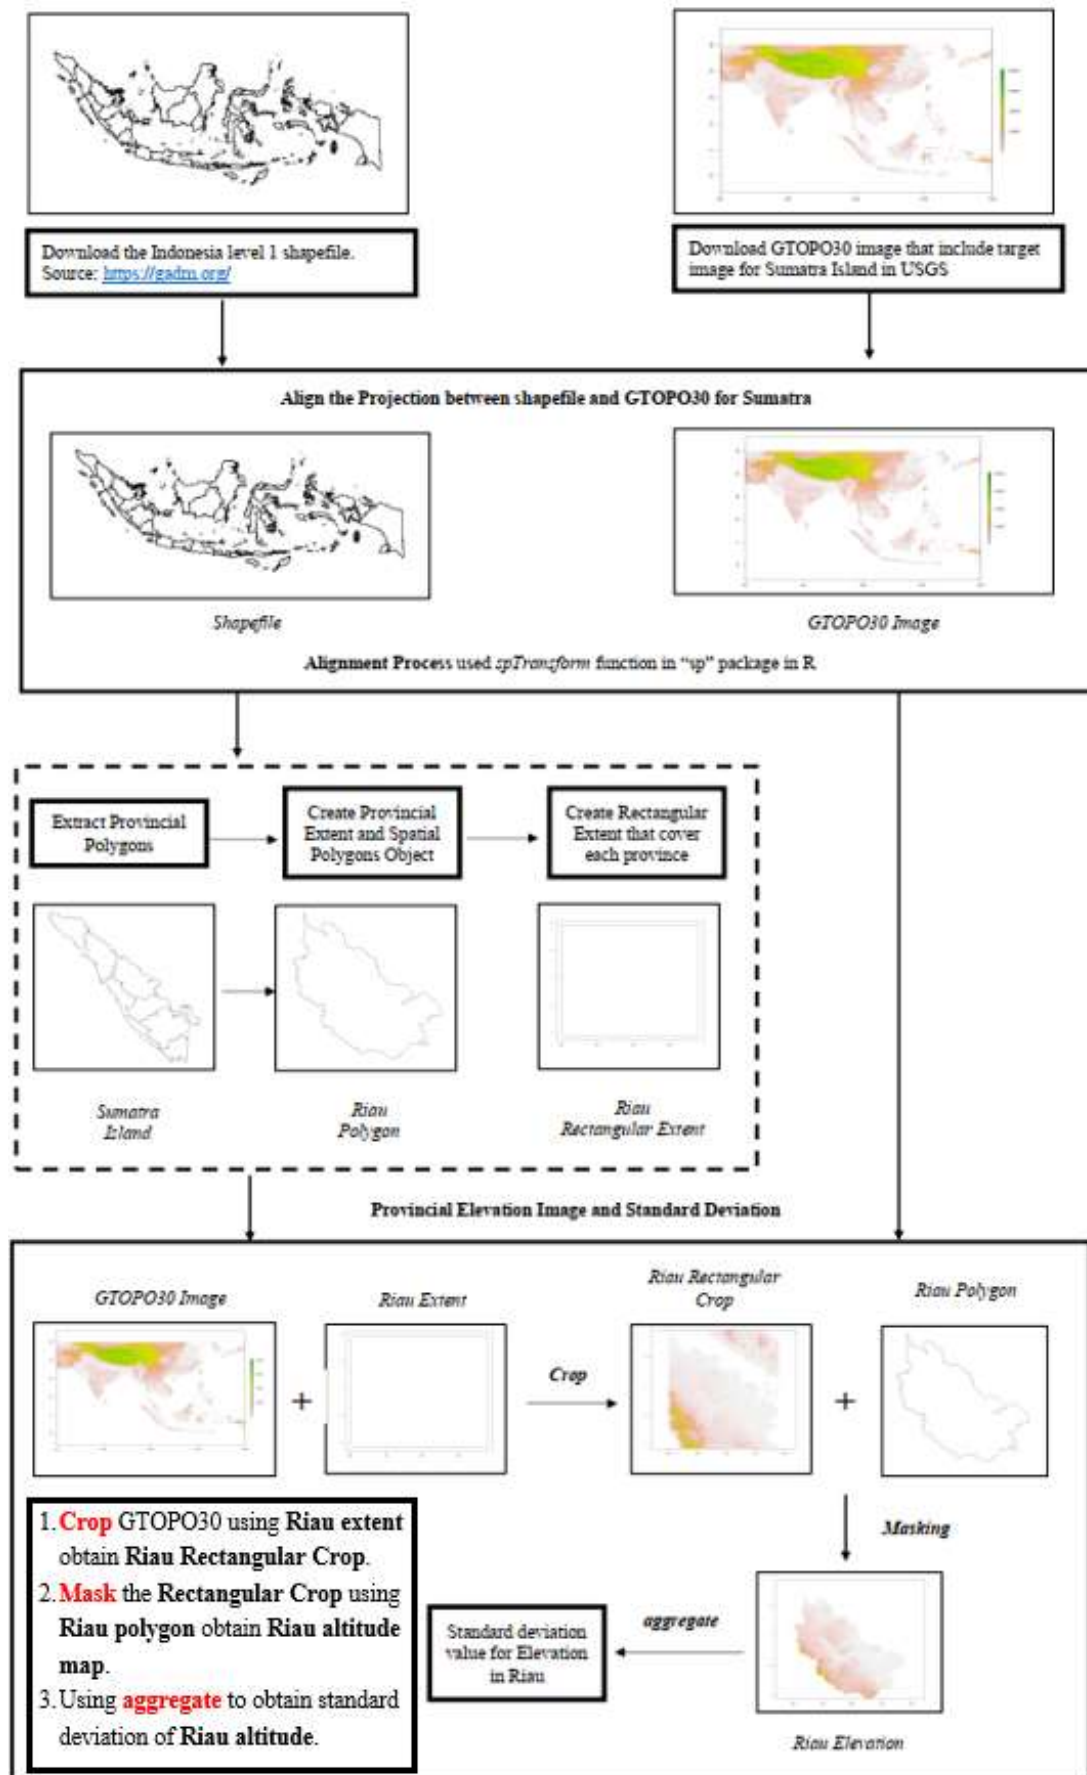 Download the Indonesia level 1 shapefile.
Source: https://gadm.org/
Download GTOPO30 image that include target
image for Sumatra Island in USGS
Align the Projection between shapefile and GTOPO30 for Sumatra
Shapefile
GTOPO30 Image
Alignment Process used spTransform function in "sp" package in R
Extract Provincial
Polygons
Create Provincial
Extent and Spatial
Polygons Object
Create Rectangular
Extent that cover
each province
Sumatra
Island
Riau
Polygon
Riau
Rectangular Extent
Provincial Elevation Image and Standard Deviation
GTOPO30 Image
Riau Extent
Riau Rectangular
Crop
Riau Polygon
+
Crop
+
Masking
1. Crop GTOPO30 using Riau extent
obtain Riau Rectangular Crop.
2. Mask the Rectangular Crop using
Riau polygon obtain Riau altitude
map.
3. Using aggregate to obtain standard
deviation of Riau altitude.
Standard deviation
value for Elevation
in Riau
aggregate
Riau Elevation